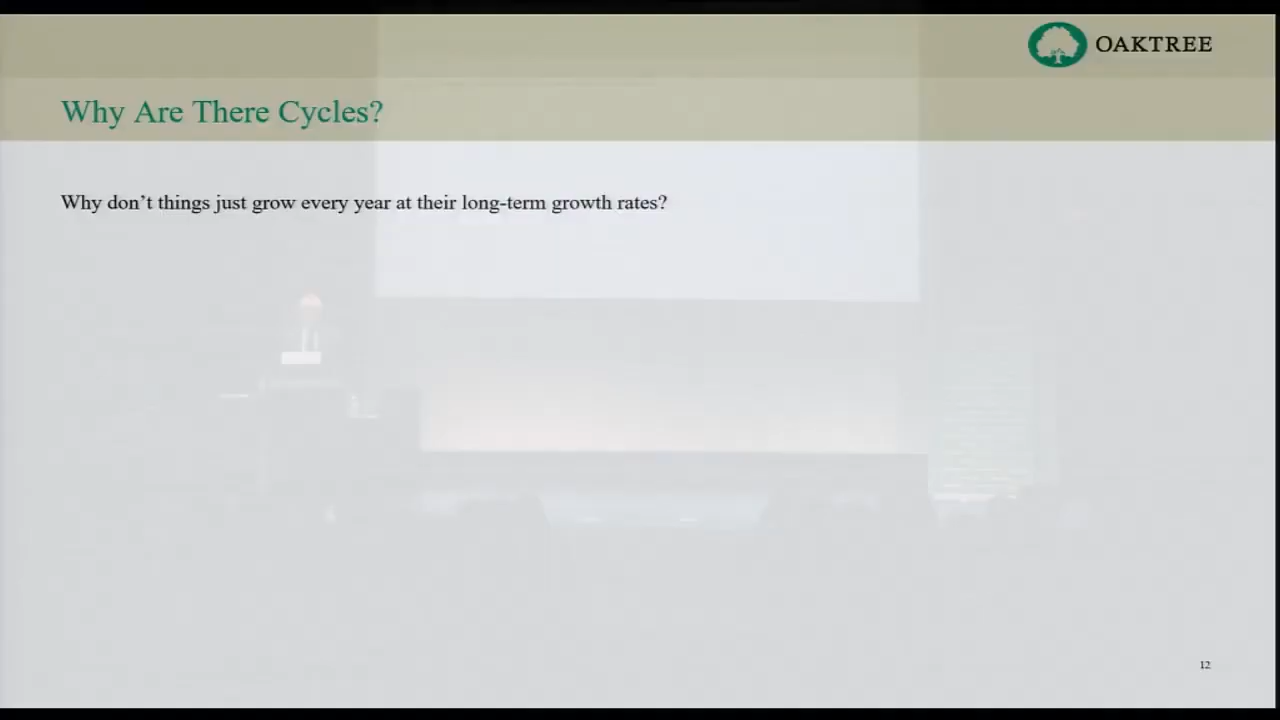 OAKTREE
Why Are There Cycles?
Why don’t things just grow every year at their long-term growth rates?
12